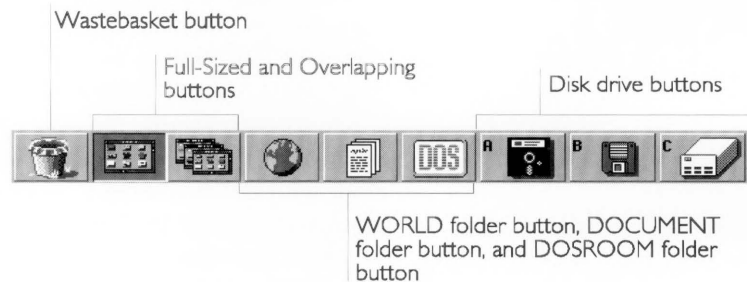 Wastebasket button
Full-Sized and Overlapping
buttons
Disk drive buttons
DOS
A
B
C
WORLD folder button, DOCUMENT
folder button, and DOSROOM folder
button